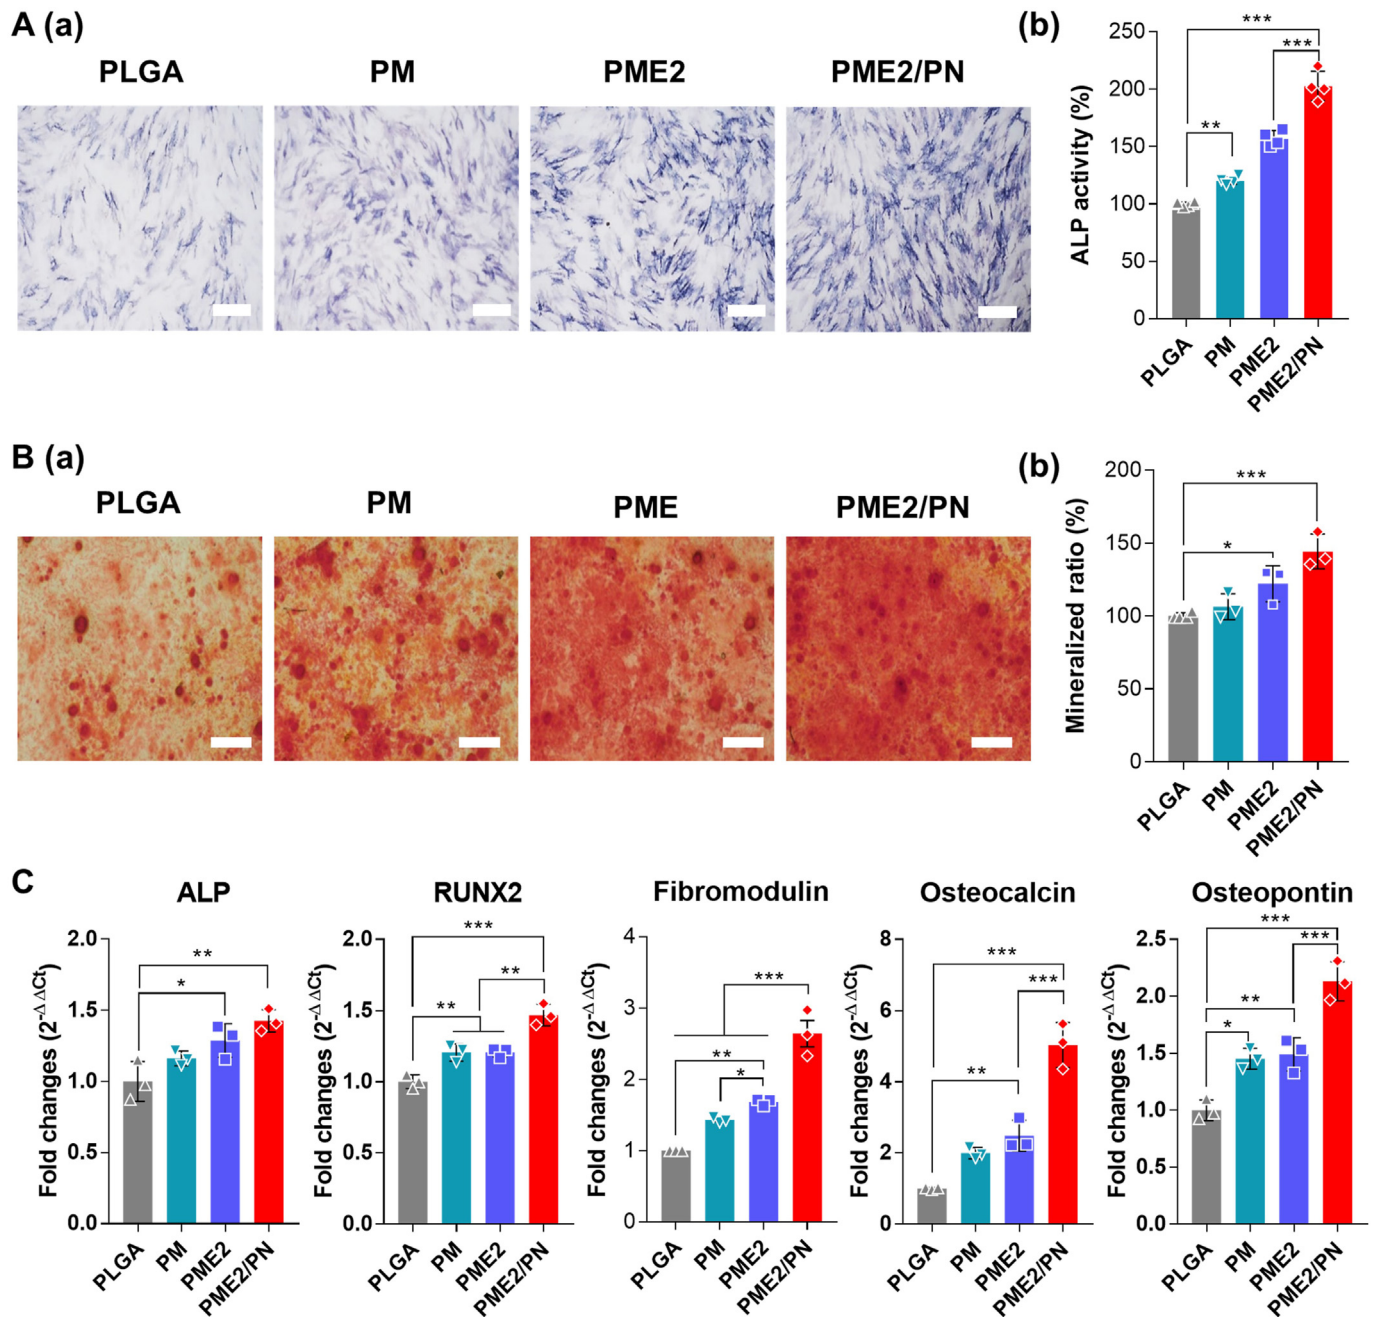 A (a)
PLGA PM PME2 PME2/PN
(b)
ALP activity (%)
250
200
150
100
50
0
*** *** **
PLGA PM PME2 PME2/PN
B (a)
PLGA PM PME PME2/PN
(b)
Mineralized ratio (%)
200
150
100
50
0
*** *
PLGA PM PME2 PME2/PN
C
ALP
Fold changes (2-Δ ΔCt)
2.0
1.5
1.0
0.5
0.0
** *
PLGA PM PME2 PME2/PN
RUNX2
Fold changes (2-Δ ΔCt)
2.0
1.5
1.0
0.5
0.0
*** ** **
PLGA PM PME2 PME2/PN
Fibromodulin
Fold changes (2-Δ ΔCt)
4
3
2
1
0
*** ** *
PLGA PM PME2 PME2/PN
Osteocalcin
Fold changes (2-Δ ΔCt)
8
6
4
2
0
*** *** **
PLGA PM PME2 PME2/PN
Osteopontin
Fold changes (2-Δ ΔCt)
2.5
2.0
1.5
1.0
0.5
0.0
*** *** ** *
PLGA PM PME2 PME2/PN